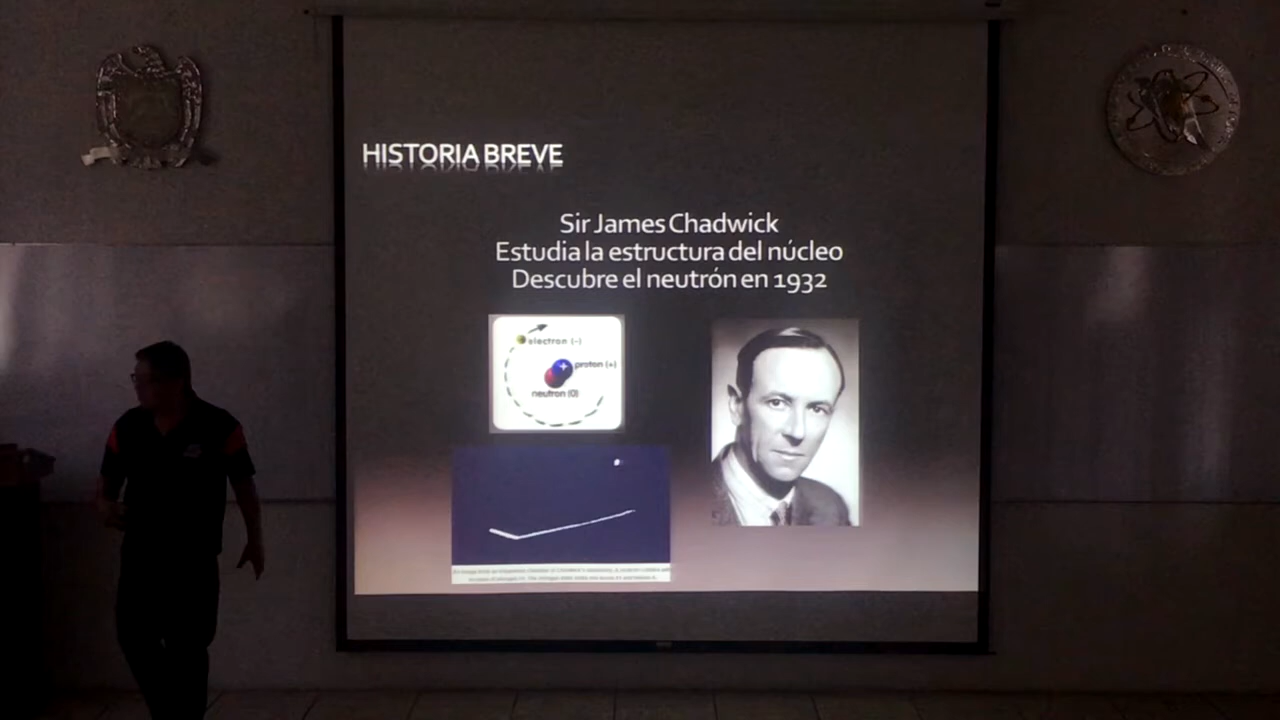 HISTORIA BREVE
Sir James Chadwick
Estudia la estructura del núcleo
Descubre el neutrón en 1932
electron (-)
proton (+)
neutron (0)